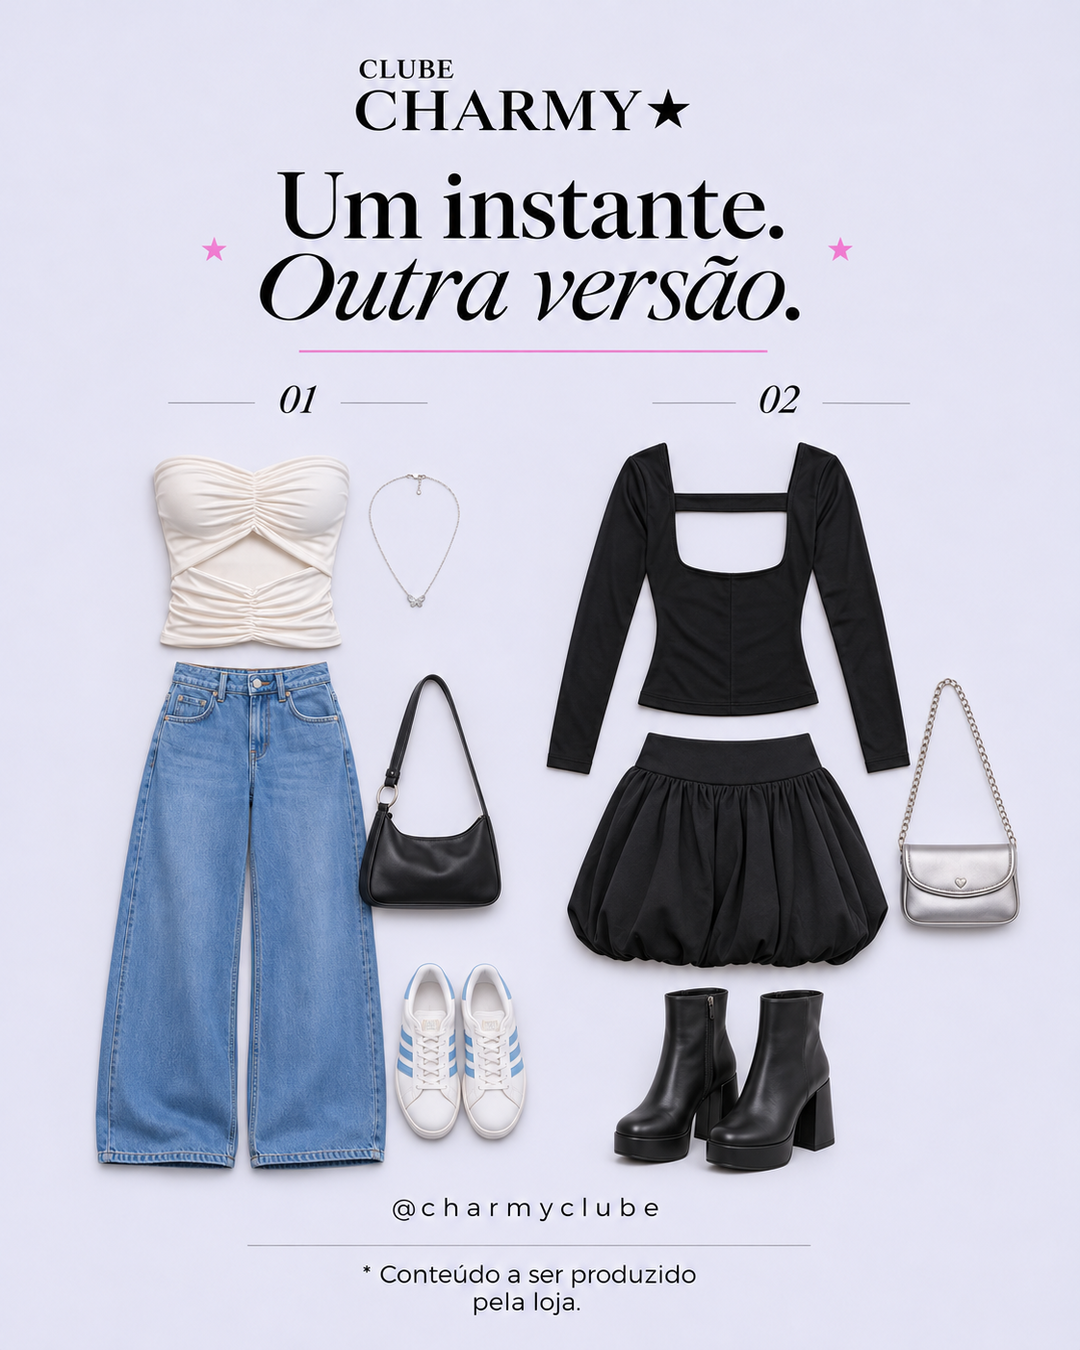 CLUBE
CHARMY★
Um instante.
Outra versão.
01
02
@charmyclube
* Conteúdo a ser produzido
pela loja.